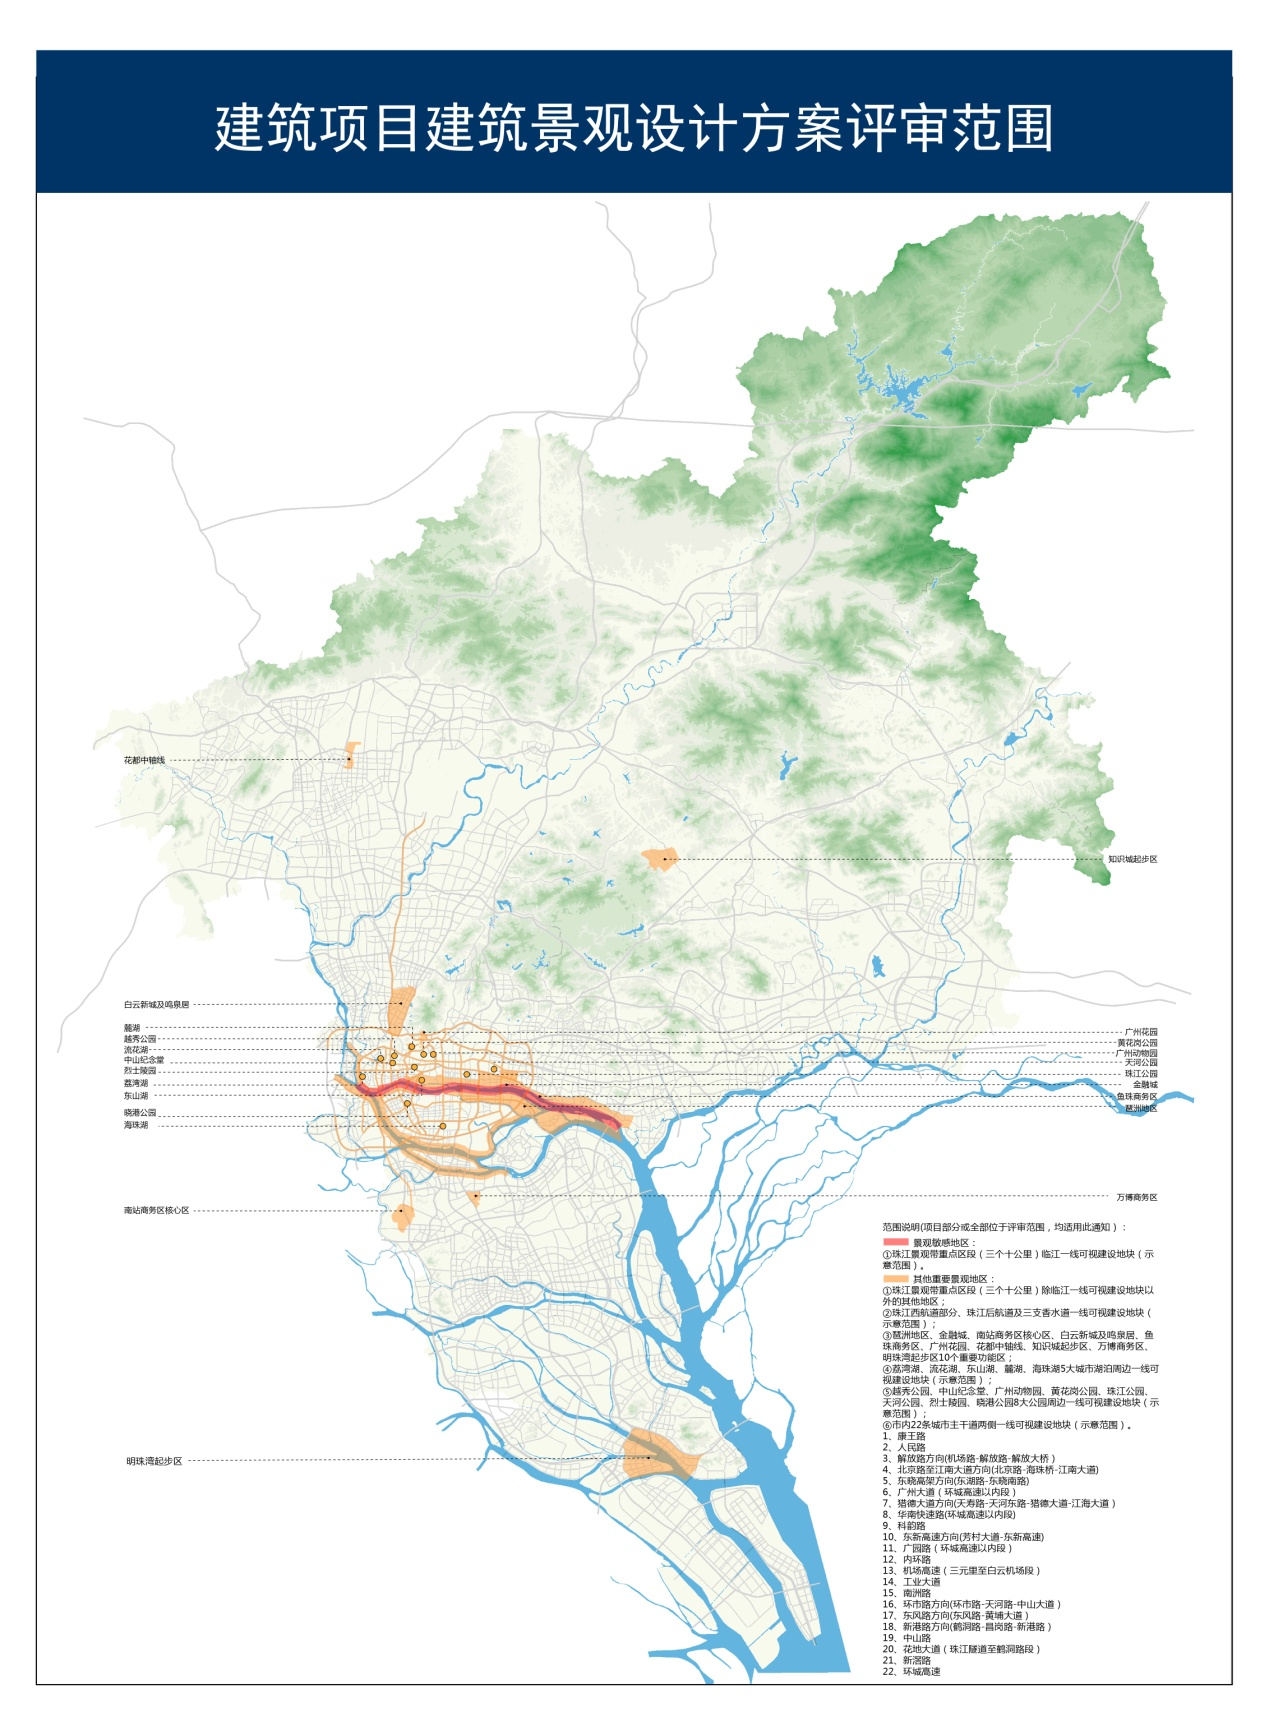 建筑项目建筑景观设计方案评审范围
花都中轴线
知识城起步区
白云新城及鸣泉居
麓湖
越秀公园
流花湖
中山纪念堂
烈士陵园
荔湾湖
东山湖
晓港公园
海珠湖
广州花园
黄花岗公园
广州动物园
天河公园
珠江公园
金融城
鱼珠商务区
琶洲地区
南站商务区核心区
万博商务区
明珠湾起步区
范围说明(项目部分或全部位于评审范围，均适用此通知）：
景观敏感地区：
①珠江景观带重点区段（三个十公里）临江一线可视建设地块（示
意范围）。
其他重要景观地区：
①珠江景观带重点区段（三个十公里）除临江一线可视建设地块以
外的其他地区；
②珠江西航道部分、珠江后航道及三支香水道一线可视建设地块（
示意范围）；
③琶洲地区、金融城、南站商务区核心区、白云新城及鸣泉居、鱼
珠商务区、广州花园、花都中轴线、知识城起步区、万博商务区、
明珠湾起步区10个重要功能区；
④荔湾湖、流花湖、东山湖、麓湖、海珠湖5大城市湖泊周边一线可
视建设地块（示意范围）；
⑤越秀公园、中山纪念堂、广州动物园、黄花岗公园、珠江公园、
天河公园、烈士陵园、晓港公园8大公园周边一线可视建设地块（示
意范围）；
⑥市内22条城市主干道两侧一线可视建设地块（示意范围）。
1、康王路
2、人民路
3、解放路方向(机场路-解放路-解放大桥）
4、北京路至江南大道方向(北京路-海珠桥-江南大道)
5、东晓高架方向(东湖路-东晓南路)
6、广州大道（环城高速以内段）
7、猎德大道方向(天寿路-天河东路-猎德大道-江海大道）
8、华南快速路(环城高速以内段)
9、科韵路
10、东新高速方向(芳村大道-东新高速)
11、广园路（环城高速以内段）
12、内环路
13、机场高速（三元里至白云机场段）
14、工业大道
15、南洲路
16、环市路方向(环市路-天河路-中山大道）
17、东风路方向(东风路-黄埔大道）
18、新港路方向(鹤洞路-昌岗路-新港路）
19、中山路
20、花地大道（珠江隧道至鹤洞路段）
21、新滘路
22、环城高速